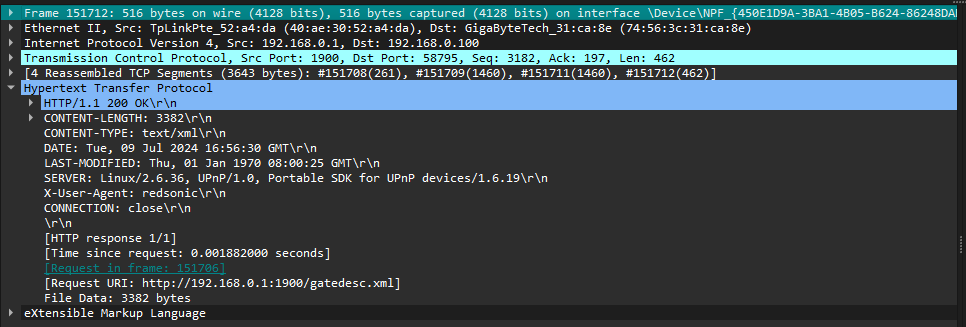 Frame 151712: 516 bytes on wire (4128 bits), 516 bytes captured (4128 bits) on interface \Device\NPF_{450E1D9A-3BA1-4B05-B624-86248DA
Ethernet II, Src: TpLinkPte_52:a4:da (40:ae:30:52:a4:da), Dst: GigaByteTech_31:ca:8e (74:56:3c:31:ca:8e)
Internet Protocol Version 4, Src: 192.168.0.1, Dst: 192.168.0.100
Transmission Control Protocol, Src Port: 1900, Dst Port: 58795, Seq: 3182, Ack: 197, Len: 462
[4 Reassembled TCP Segments (3643 bytes): #151708(261), #151709(1460), #151711(1460), #151712(462)]
Hypertext Transfer Protocol
HTTP/1.1 200 OK\r\n
CONTENT-LENGTH: 3382\r\n
CONTENT-TYPE: text/xml\r\n
DATE: Tue, 09 Jul 2024 16:56:30 GMT\r\n
LAST-MODIFIED: Thu, 01 Jan 1970 08:00:25 GMT\r\n
SERVER: Linux/2.6.36, UPnP/1.0, Portable SDK for UPnP devices/1.6.19\r\n
X-User-Agent: redsonic\r\n
CONNECTION: close\r\n
\r\n
[HTTP response 1/1]
[Time since request: 0.001882000 seconds]
[Request in frame: 151706]
[Request URI: http://192.168.0.1:1900/gatedesc.xml]
File Data: 3382 bytes
eXtensible Markup Language